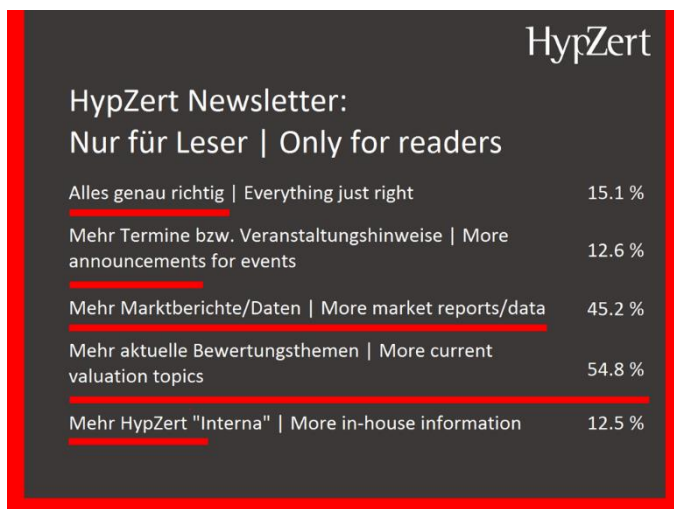 HypZert
HypZert Newsletter:
Nur für Leser | Only for readers
Alles genau richtig | Everything just right 15.1 %
Mehr Termine bzw. Veranstaltungshinweise | More
announcements for events 12.6 %
Mehr Marktberichte/Daten | More market reports/data 45.2 %
Mehr aktuelle Bewertungsthemen | More current
valuation topics 54.8 %
Mehr HypZert "Interna" | More in-house information 12.5 %